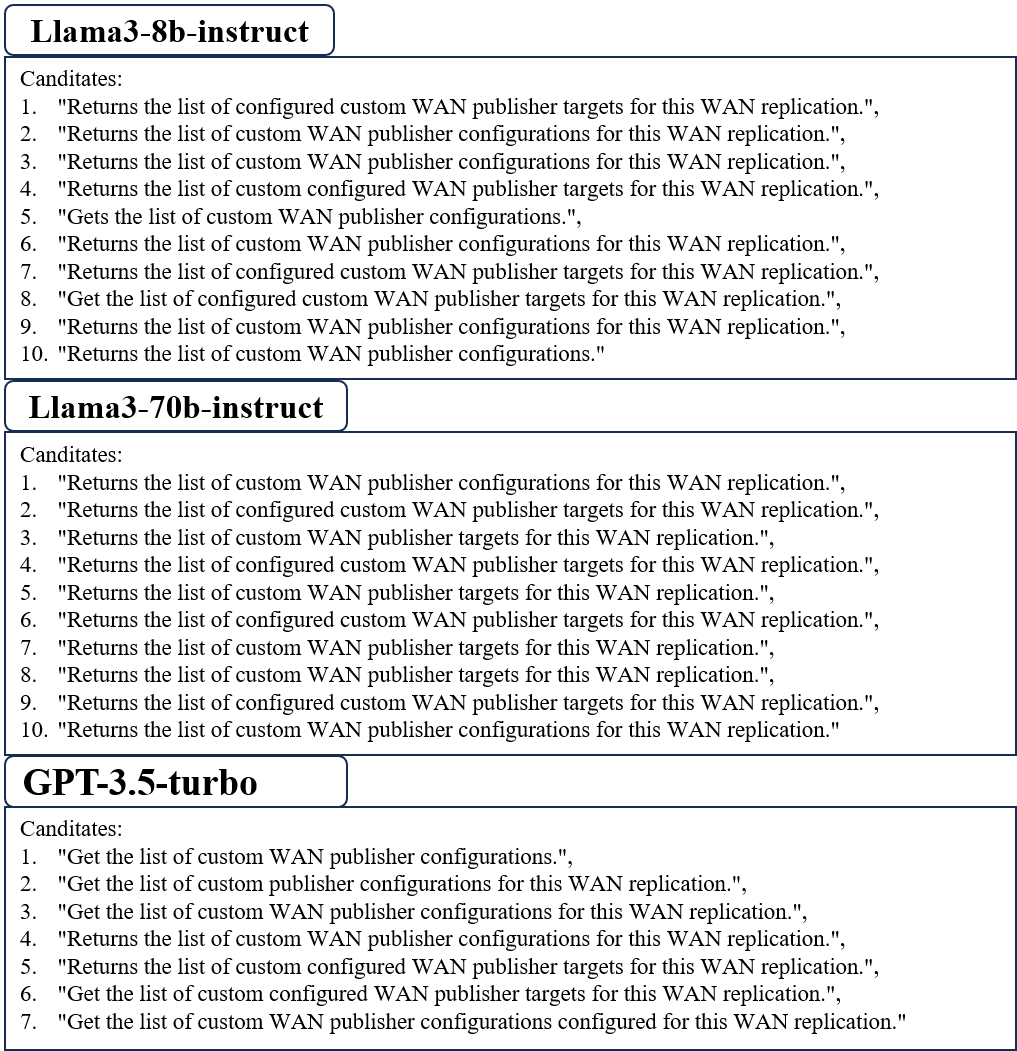 Llama3-8b-instruct
Canditates:
1. "Returns the list of configured custom WAN publisher targets for this WAN replication.",
2. "Returns the list of custom WAN publisher configurations for this WAN replication.",
3. "Returns the list of custom WAN publisher configurations for this WAN replication.",
4. "Returns the list of custom configured WAN publisher targets for this WAN replication.",
5. "Gets the list of custom WAN publisher configurations.",
6. "Returns the list of custom WAN publisher configurations for this WAN replication.",
7. "Returns the list of configured custom WAN publisher targets for this WAN replication.",
8. "Get the list of configured custom WAN publisher targets for this WAN replication.",
9. "Returns the list of custom WAN publisher configurations for this WAN replication.",
10. "Returns the list of custom WAN publisher configurations."
Llama3-70b-instruct
Canditates:
1. "Returns the list of custom WAN publisher configurations for this WAN replication.",
2. "Returns the list of configured custom WAN publisher targets for this WAN replication.",
3. "Returns the list of custom WAN publisher targets for this WAN replication.",
4. "Returns the list of configured custom WAN publisher targets for this WAN replication.",
5. "Returns the list of custom WAN publisher targets for this WAN replication.",
6. "Returns the list of configured custom WAN publisher targets for this WAN replication.",
7. "Returns the list of custom WAN publisher targets for this WAN replication.",
8. "Returns the list of custom WAN publisher targets for this WAN replication.",
9. "Returns the list of configured custom WAN publisher targets for this WAN replication.",
10. "Returns the list of custom WAN publisher configurations for this WAN replication."
GPT-3.5-turbo
Canditates:
1. "Get the list of custom WAN publisher configurations.",
2. "Get the list of custom publisher configurations for this WAN replication.",
3. "Get the list of custom WAN publisher configurations for this WAN replication.",
4. "Returns the list of custom WAN publisher configurations for this WAN replication.",
5. "Returns the list of custom configured WAN publisher targets for this WAN replication.",
6. "Get the list of custom configured WAN publisher targets for this WAN replication.",
7. "Get the list of custom WAN publisher configurations configured for this WAN replication."